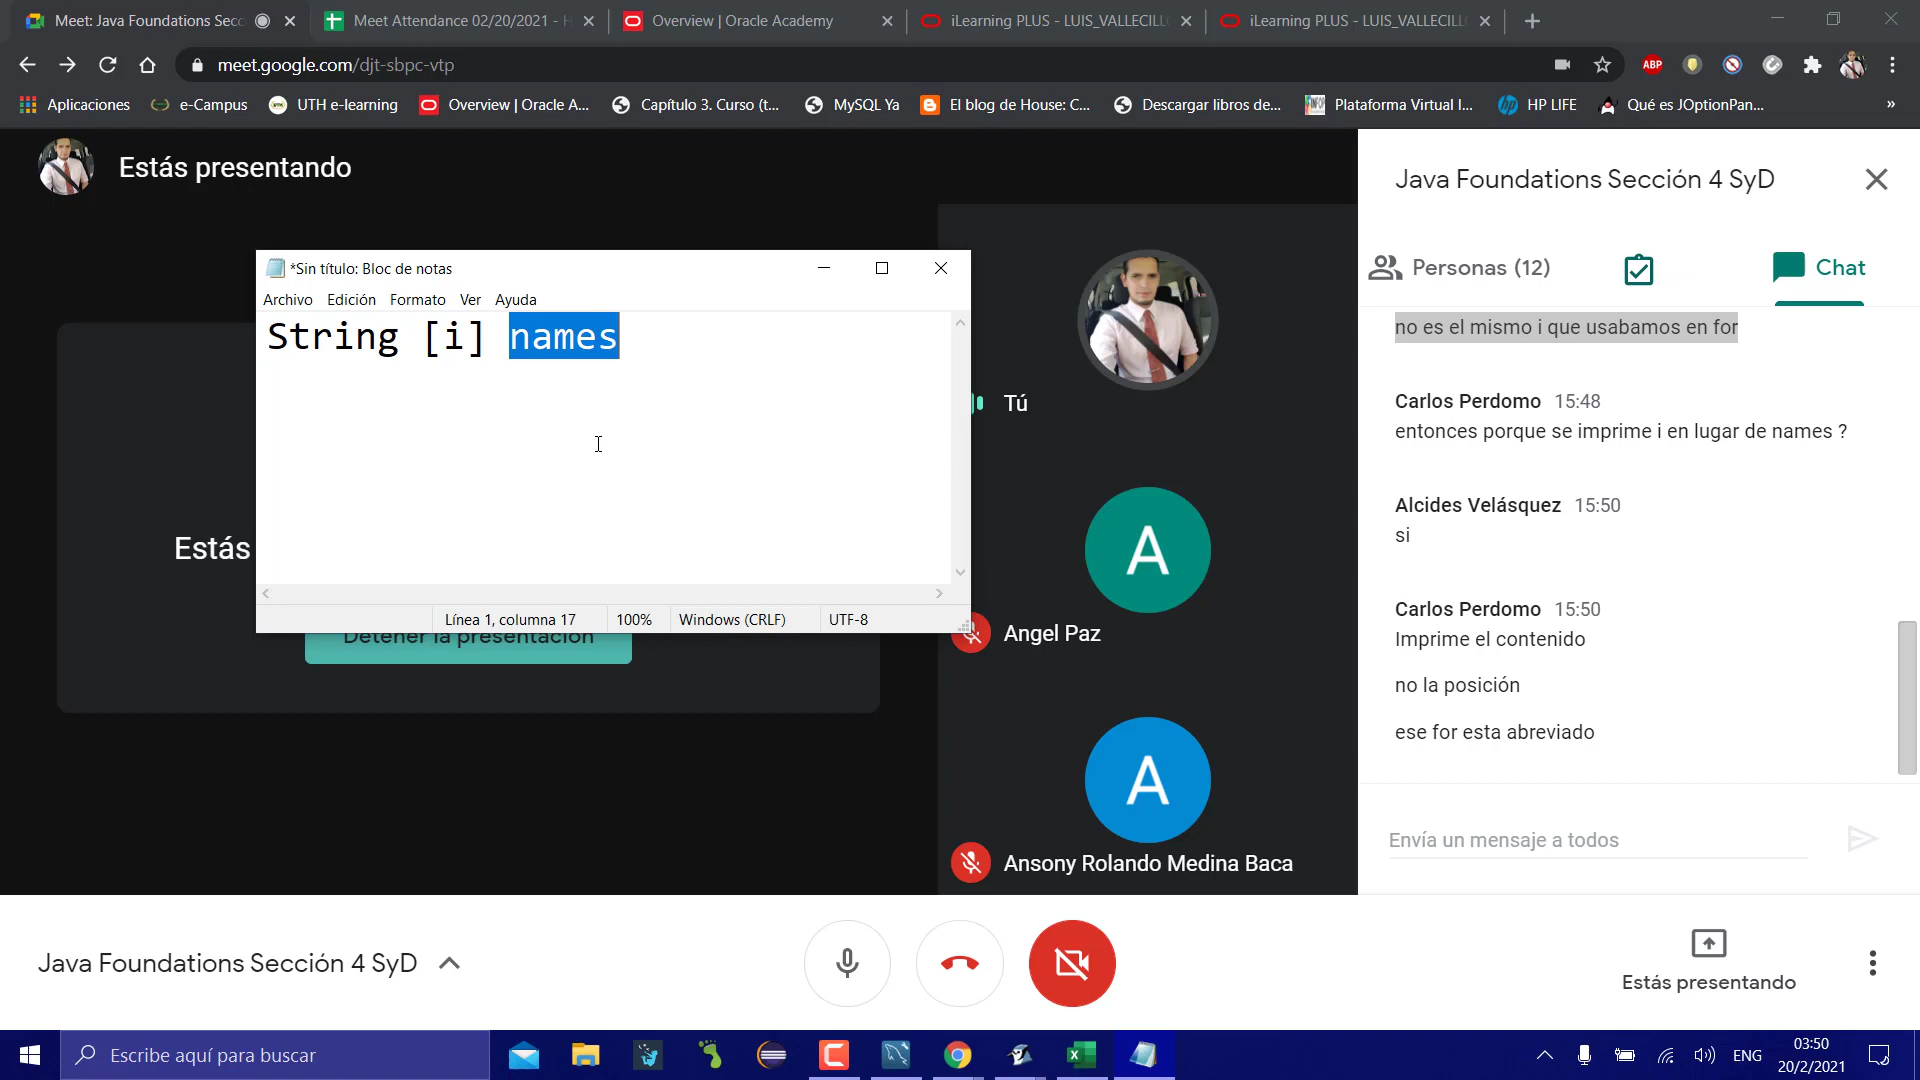 Meet: Java Foundations Secc
Meet Attendance 02/20/2021 - H
Overview | Oracle Academy
iLearning PLUS - LUIS_VALLECILLO
iLearning PLUS - LUIS_VALLECILL
meet.google.com/djt-sbpc-vtp
ABP
Aplicaciones
e-Campus
UTH e-learning
Overview | Oracle A...
Capítulo 3. Curso (t...
MySQL Ya
El blog de House: C...
Descargar libros de...
Plataforma Virtual I...
HP LIFE
Qué es JOptionPan...
»
Estás presentando
Java Foundations Sección 4 SyD
Personas (12)
Chat
*Sin título: Bloc de notas
Archivo Edición Formato Ver Ayuda
String [i] names
Línea 1, columna 17
100%
Windows (CRLF)
UTF-8
Estás
Detener la presentación
Tú
A
Angel Paz
A
Ansony Rolando Medina Baca
no es el mismo i que usabamos en for
Carlos Perdomo 15:48
entonces porque se imprime i en lugar de names ?
Alcides Velásquez 15:50
si
Carlos Perdomo 15:50
Imprime el contenido
no la posición
ese for esta abreviado
Envía un mensaje a todos
Java Foundations Sección 4 SyD
Estás presentando
Escribe aquí para buscar
ENG
03:50
20/2/2021